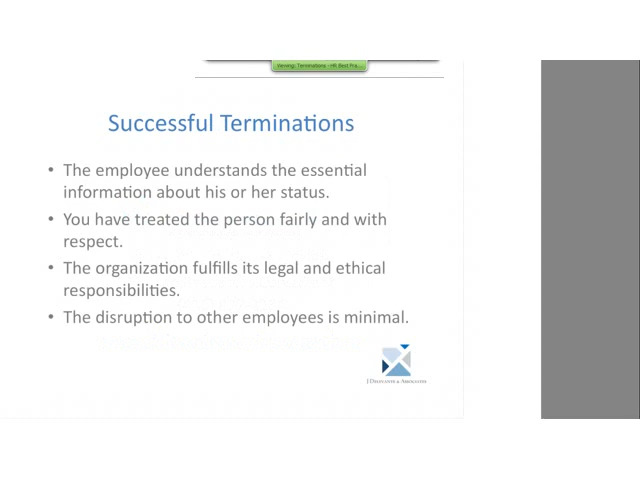 Viewing: Terminations - HR Best Pra...
Successful Terminations
• The employee understands the essential
information about his or her status.
• You have treated the person fairly and with
respect.
• The organization fulfills its legal and ethical
responsibilities.
• The disruption to other employees is minimal.